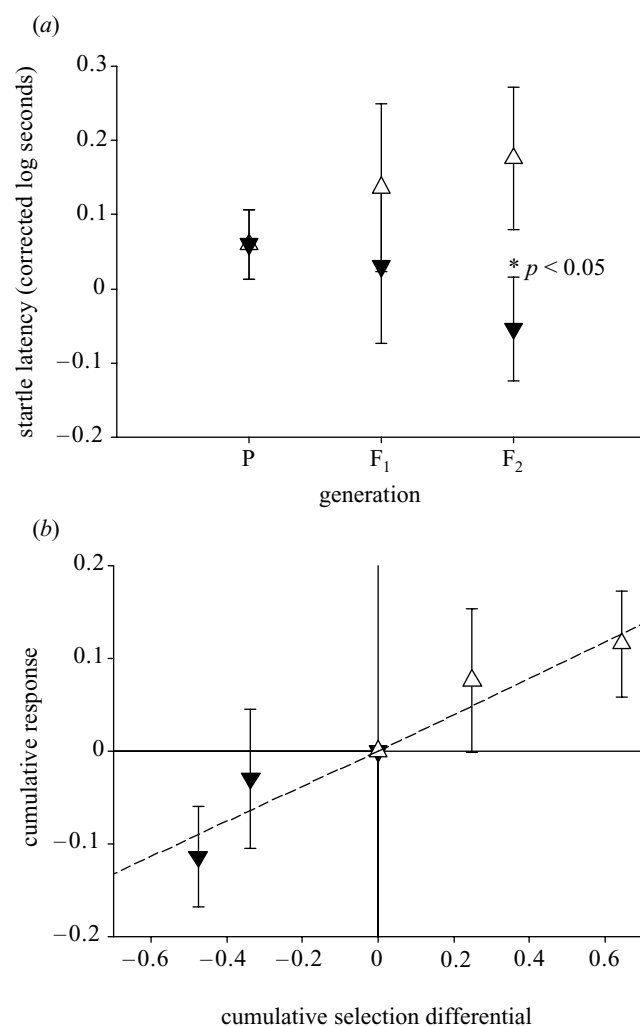 (a)
0.3
0.2
0.1
0
−0.1
−0.2
startle latency (corrected log seconds)
* p < 0.05
P F1 F2
generation
(b)
0.2
0.1
0
−0.1
−0.2
cumulative response
−0.6 −0.4 −0.2 0 0.2 0.4 0.6
cumulative selection differential